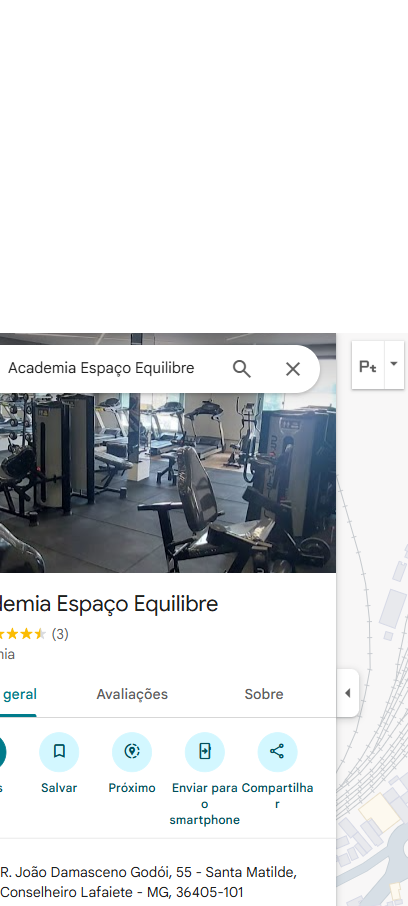 Academia Espaço Equilibre
demia Espaço Equilibre
(3)
nia
geral
Avaliações
Sobre
s
Salvar
Próximo
Enviar para o smartphone
Compartilhar
R. João Damasceno Godói, 55 - Santa Matilde,
Conselheiro Lafaiete - MG, 36405-101